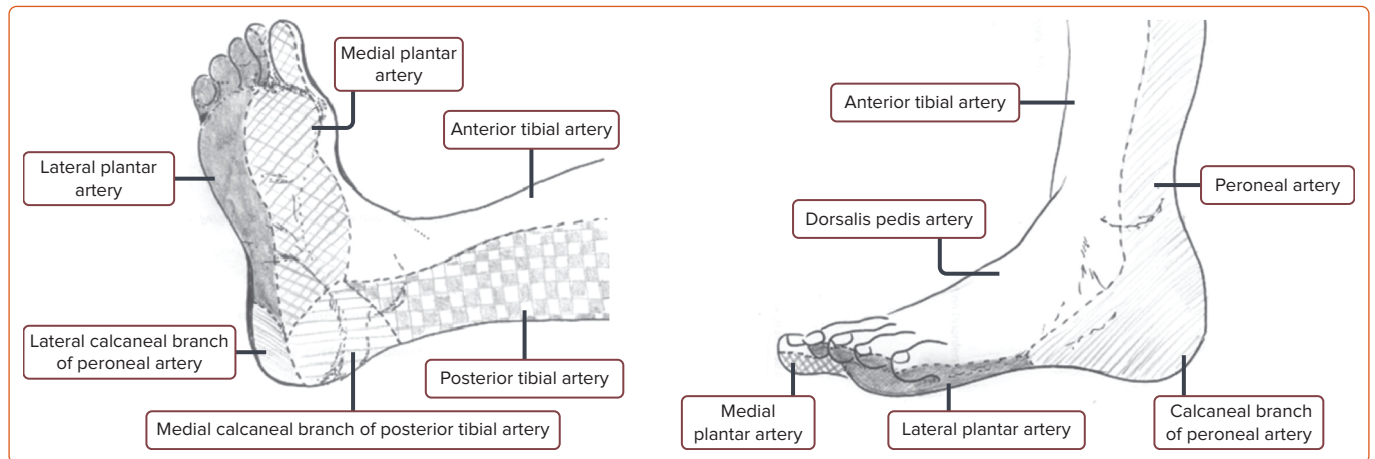 Medial plantar
artery
Anterior tibial artery
Lateral plantar
artery
Lateral calcaneal branch
of peroneal artery
Posterior tibial artery
Medial calcaneal branch of posterior tibial artery
Anterior tibial artery
Peroneal artery
Dorsalis pedis artery
Medial
plantar artery
Lateral plantar artery
Calcaneal branch
of peroneal artery